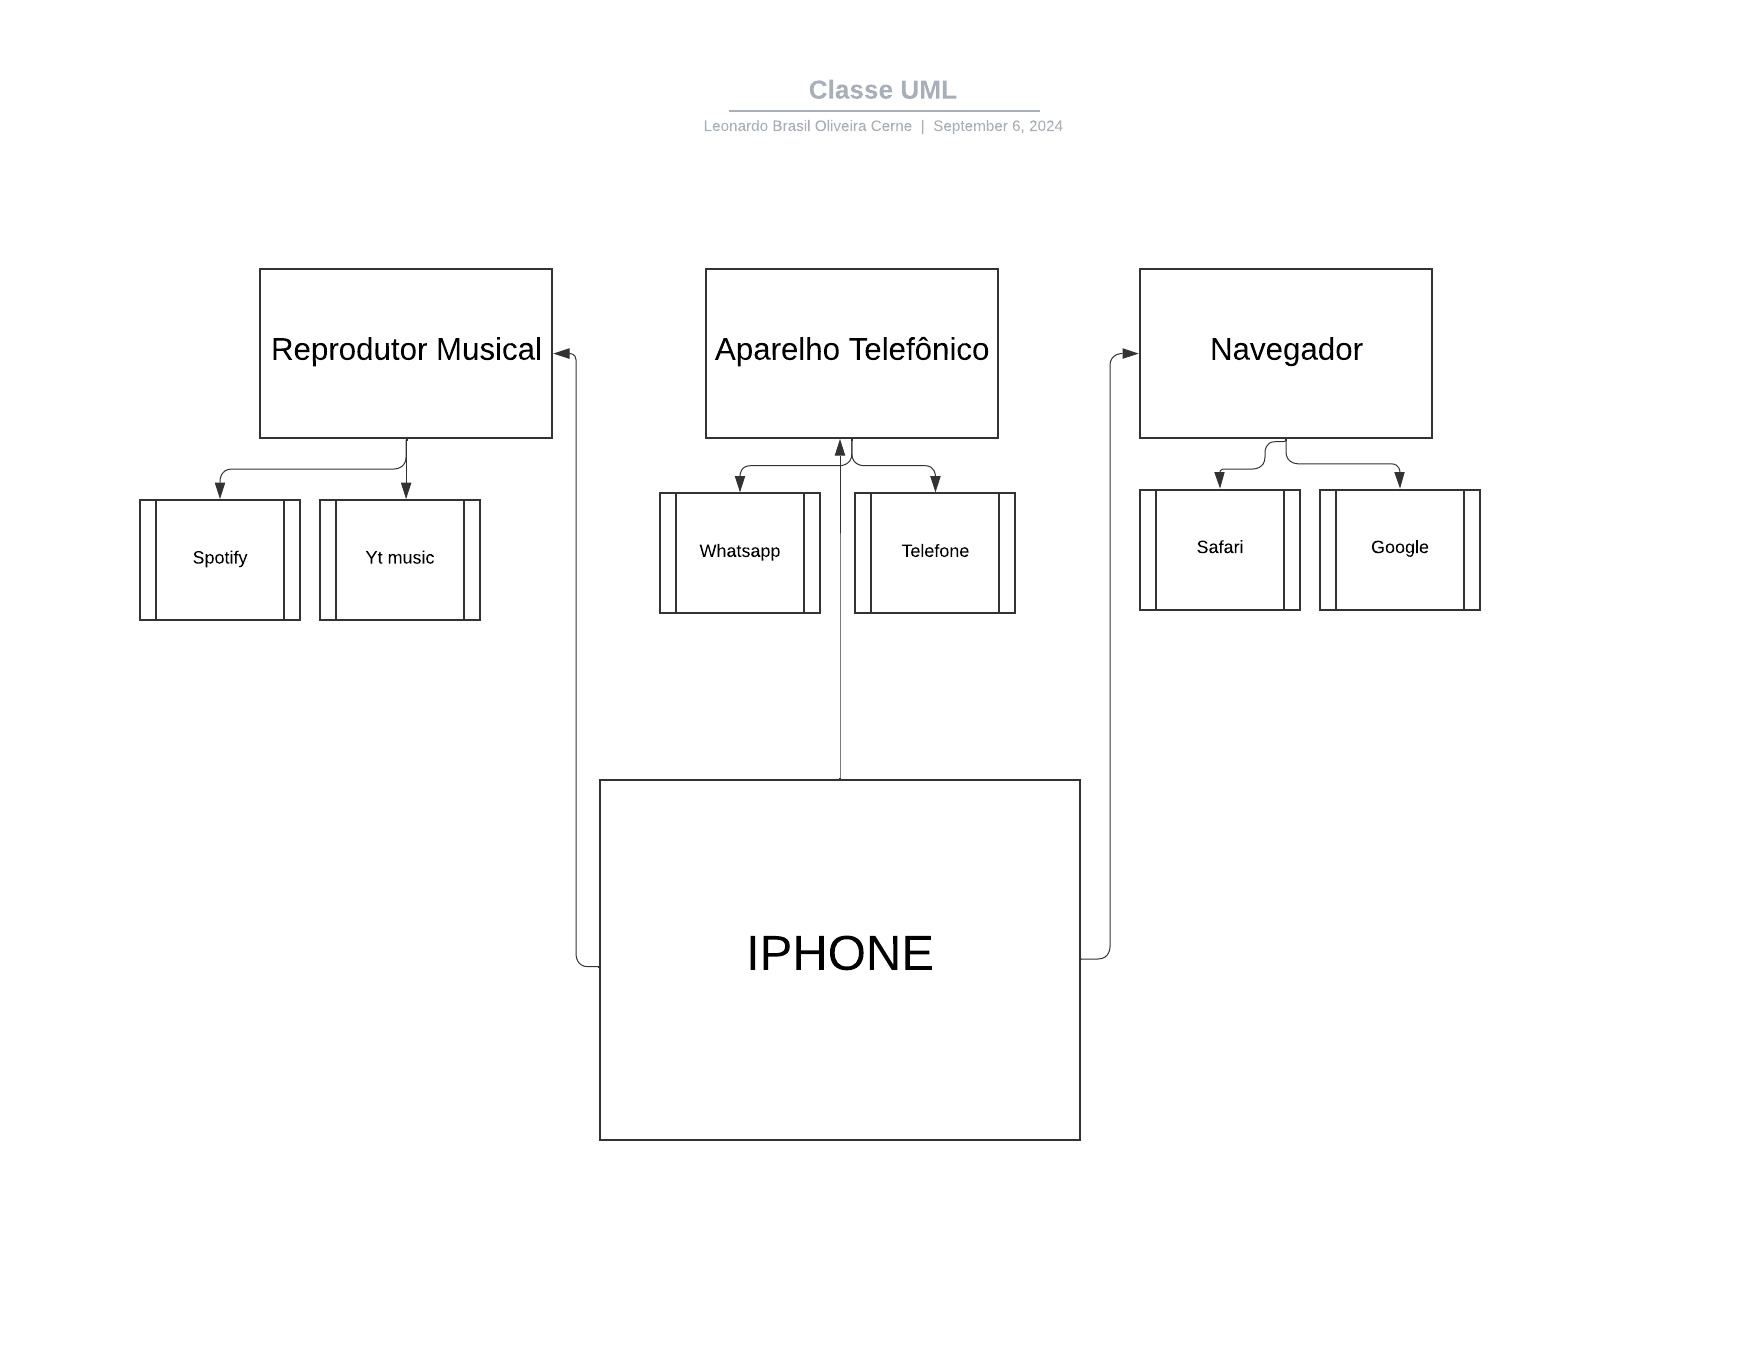 Classe UML
Leonardo Brasil Oliveira Cerne | September 6, 2024
Reprodutor Musical
Aparelho Telefônico
Navegador
Spotify
Yt music
Whatsapp
Telefone
Safari
Google
IPHONE